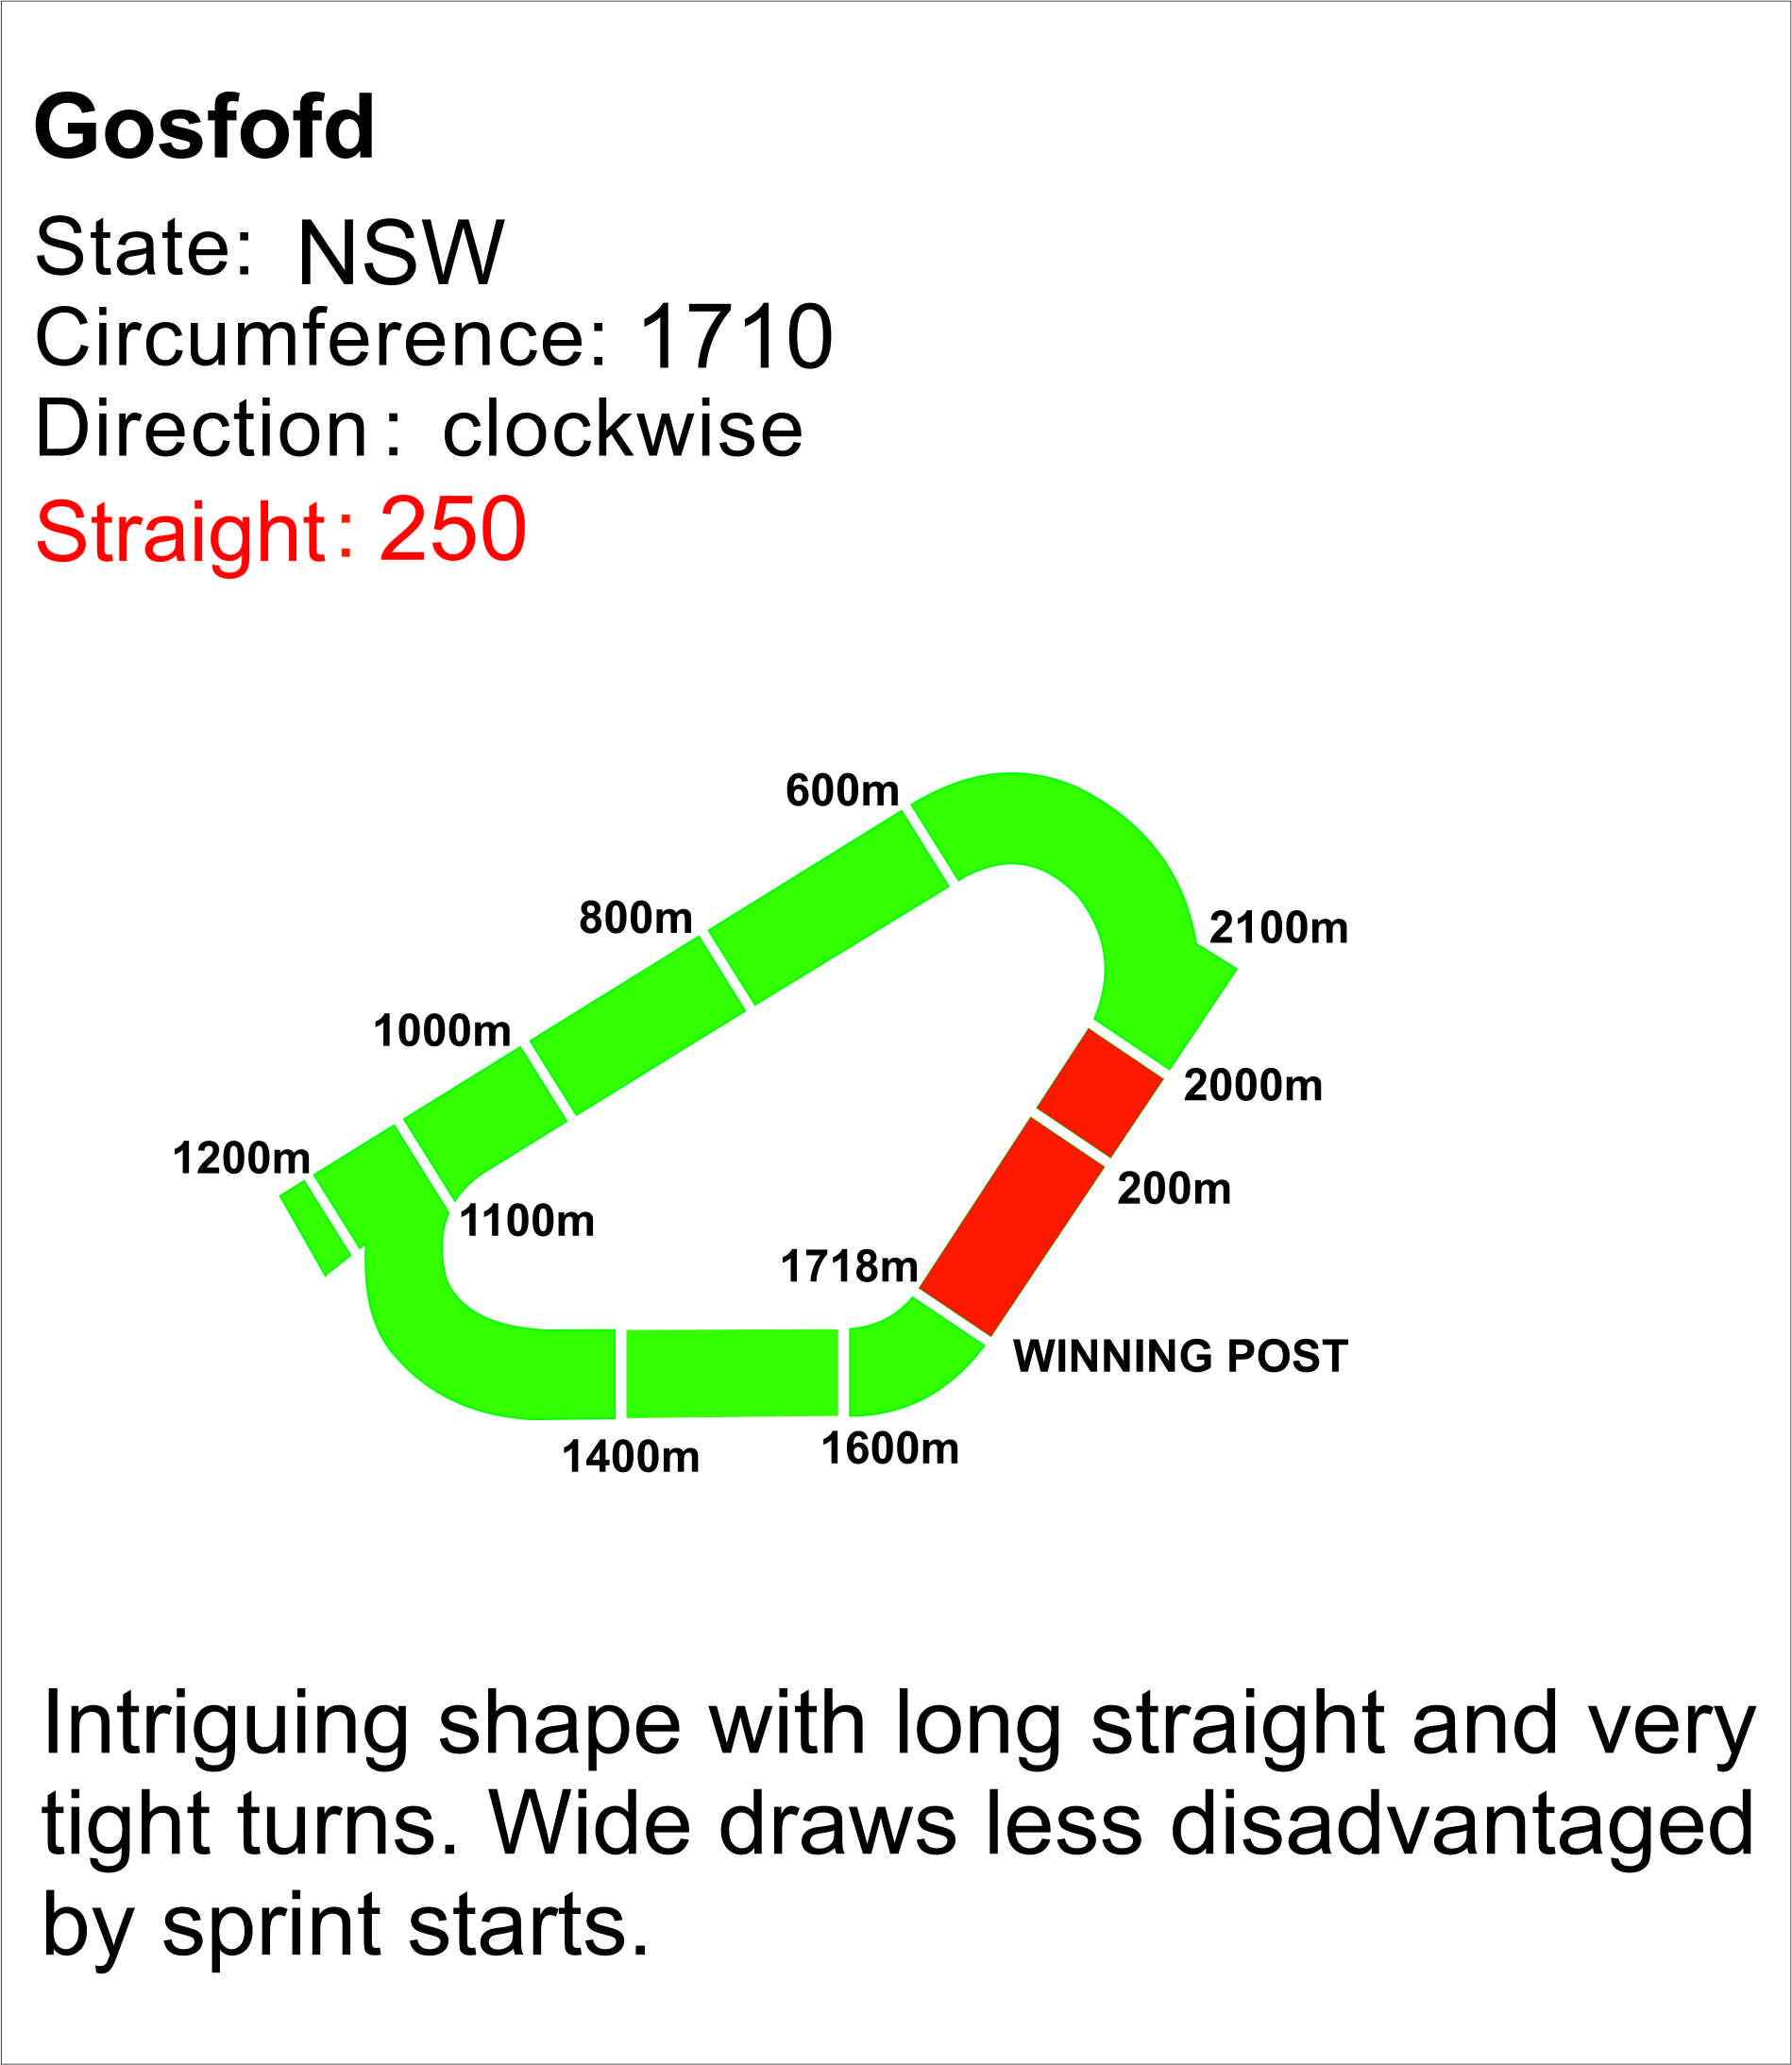 Gosfofd
State: NSW
Circumference: 1710
Direction : clockwise
Straight: 250
600m
800m
2100m
1000m
2000m
1200m
200m
1100m
1718m
WINNING POST
1400m
1600m
Intriguing shape with long straight and very
tight turns. Wide draws less disadvantaged
by sprint starts.